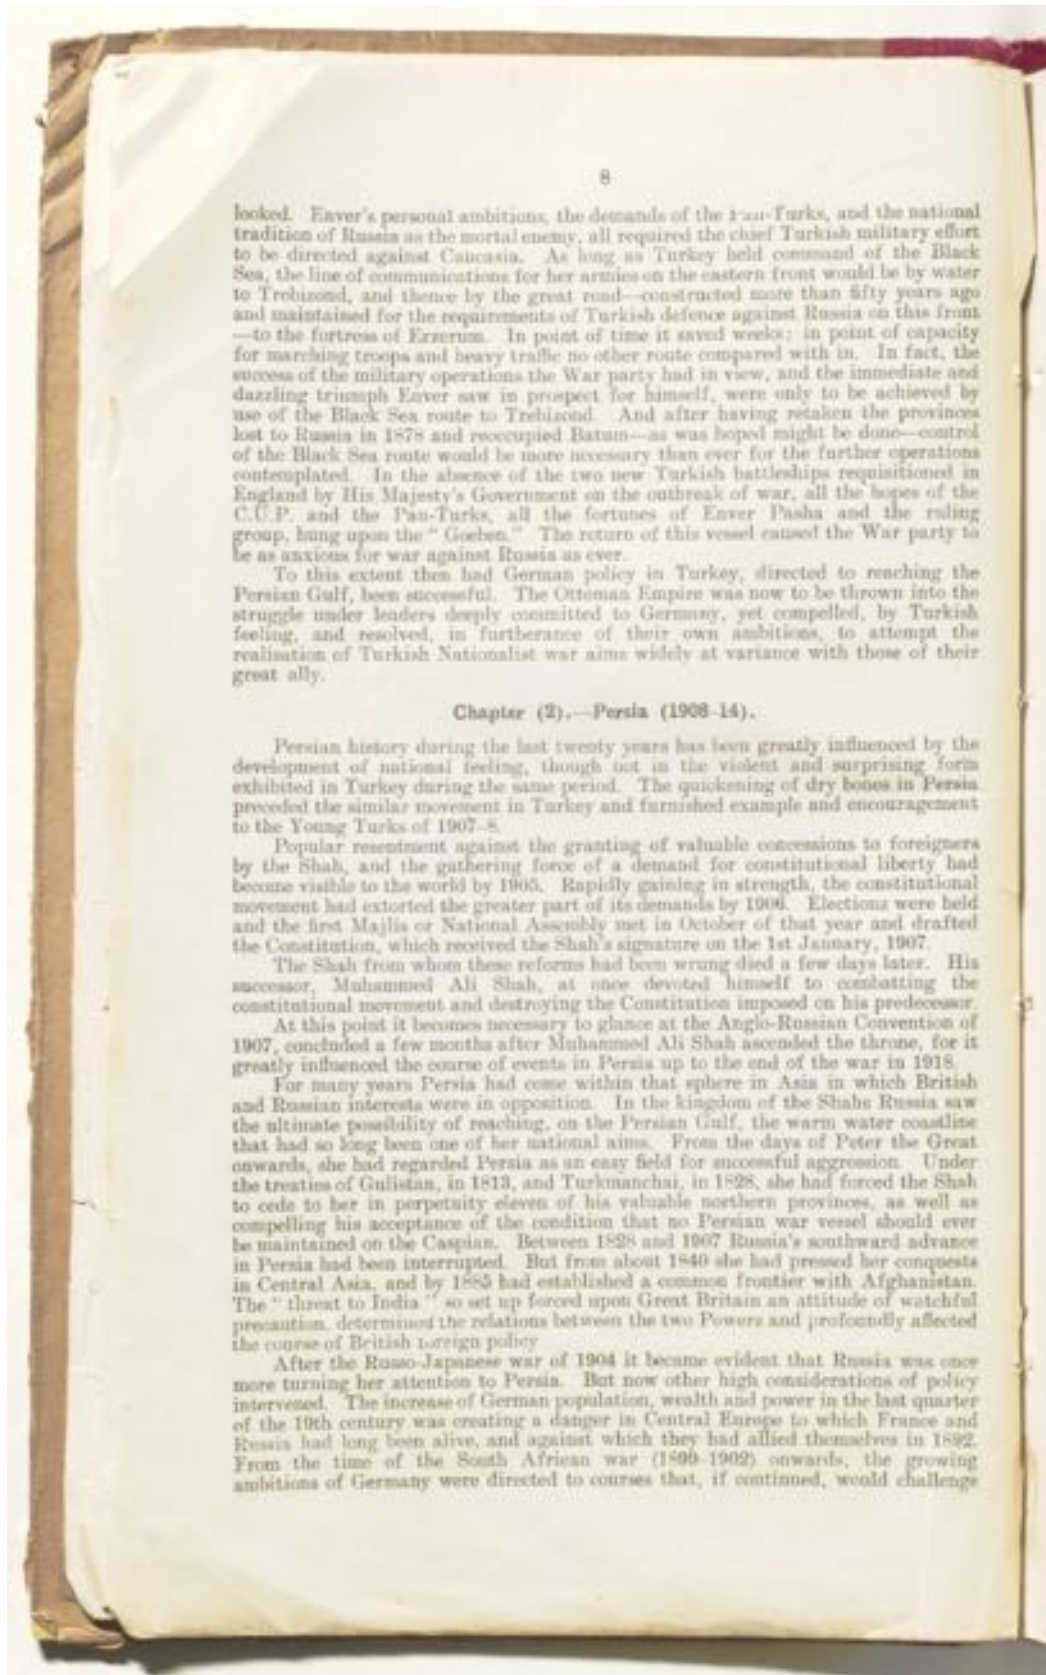 8
looked. Enver's personal ambitions, the demands of the Pan-Turks, and the national
tradition of Russia as the mortal enemy, all required the chief Turkish military effort
to be directed against Caucasia. As long as Turkey held command of the Black
Sea, the line of communications for her armies on the eastern front would be by water
to Trebizond, and thence by the great road—constructed more than fifty years ago
and maintained for the requirements of Turkish defence against Russia on this front
—to the fortress of Erzerum. In point of time it saved weeks; in point of capacity
for marching troops and heavy traffic no other route compared with in. In fact, the
success of the military operations the War party had in view, and the immediate and
dazzling triumph Enver saw in prospect for himself, were only to be achieved by
use of the Black Sea route to Trebizond. And after having retaken the provinces
lost to Russia in 1878 and reoccupied Batum—as was hoped might be done—control
of the Black Sea route would be more necessary than ever for the further operations
contemplated. In the absence of the two new Turkish battleships requisitioned in
England by His Majesty's Government on the outbreak of war, all the hopes of the
C.U.P. and the Pan-Turks, all the fortunes of Enver Pasha and the ruling
group, hung upon the "Goeben." The return of this vessel caused the War party to
be as anxious for war against Russia as ever.
To this extent then had German policy in Turkey, directed to reaching the
Persian Gulf, been successful. The Ottoman Empire was now to be thrown into the
struggle under leaders deeply committed to Germany, yet compelled, by Turkish
feeling, and resolved, in furtherance of their own ambitions, to attempt the
realisation of Turkish Nationalist war aims widely at variance with those of their
great ally.
Chapter (2).—Persia (1908-14).
Persian history during the last twenty years has been greatly influenced by the
development of national feeling, though not in the violent and surprising form
exhibited in Turkey during the same period. The quickening of dry bones in Persia
preceded the similar movement in Turkey and furnished example and encouragement
to the Young Turks of 1907-8.
Popular resentment against the granting of valuable concessions to foreigners
by the Shah, and the gathering force of a demand for constitutional liberty had
become visible to the world by 1905. Rapidly gaining in strength, the constitutional
movement had extorted the greater part of its demands by 1906. Elections were held
and the first Majlis or National Assembly met in October of that year and drafted
the Constitution, which received the Shah's signature on the 1st January, 1907.
The Shah from whom these reforms had been wrung died a few days later. His
successor, Muhammed Ali Shah, at once devoted himself to combatting the
constitutional movement and destroying the Constitution imposed on his predecessor.
At this point it becomes necessary to glance at the Anglo-Russian Convention of
1907, concluded a few months after Muhammed Ali Shah ascended the throne, for it
greatly influenced the course of events in Persia up to the end of the war in 1918.
For many years Persia had come within that sphere in Asia in which British
and Russian interests were in opposition. In the kingdom of the Shahs Russia saw
the ultimate possibility of reaching, on the Persian Gulf, the warm water coastline
that had so long been one of her national aims. From the days of Peter the Great
onwards, she had regarded Persia as an easy field for successful aggression. Under
the treaties of Gulistan, in 1813, and Turkmanchai, in 1828, she had forced the Shah
to cede to her in perpetuity eleven of his valuable northern provinces, as well as
compelling his acceptance of the condition that no Persian war vessel should ever
be maintained on the Caspian. Between 1828 and 1907 Russia's southward advance
in Persia had been interrupted. But from about 1840 she had pressed her conquests
in Central Asia, and by 1885 had established a common frontier with Afghanistan.
The "threat to India" so set up forced upon Great Britain an attitude of watchful
precaution, determined the relations between the two Powers and profoundly affected
the course of British foreign policy
After the Russo-Japanese war of 1904 it became evident that Russia was once
more turning her attention to Persia. But now other high considerations of policy
intervened. The increase of German population, wealth and power in the last quarter
of the 19th century was creating a danger in Central Europe to which France and
Russia had long been alive, and against which they had allied themselves in 1892.
From the time of the South African war (1899-1902) onwards, the growing
ambitions of Germany were directed to courses that, if continued, would challenge